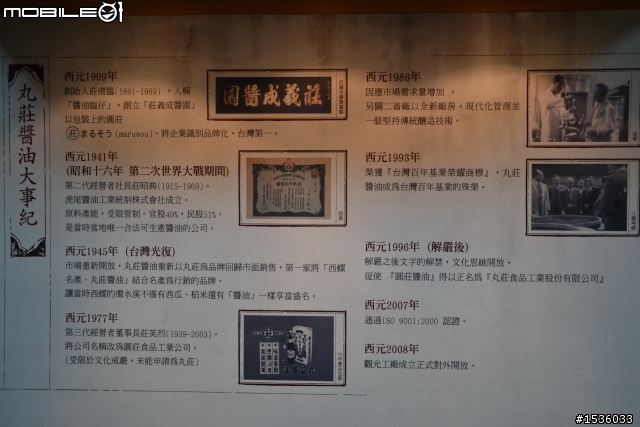 MOBILE01
丸莊醬油大事紀
西元1909年
創始人莊清臨(1891-1969)，人稱
「醬油臨仔」，創立「莊義成醬園」
以包裝上的圓莊
莊 まるそう(marusou)。將企業識別品牌化，台灣第一。
莊義成醬園
西元1941年
(昭和十六年 第二次世界大戰期間)
第二代經營者社長莊昭典(1915-1969)。
虎尾醬油工業統制株式會社成立。
原料產能，受限管制，官股49%，民股51%。
是當時當地唯一合法可生產醬油的公司。
西元1945年 (台灣光復)
市場重新開放，丸莊醬油重新以丸莊為品牌回歸市面銷售，第一家將「西螺
名產．丸莊醬油」結合名產為行銷的品牌。
讓當時西螺的濁水溪不僅有西瓜、稻米還有「醬油」一樣享富盛名。
西元1977年
第三代經營者董事長莊英烈(1939-2003)。
將公司名稱改為圓莊食品工業公司。
(受限於文化戒嚴，未能申請為丸莊)
西元1986年
因應市場需求量增加．
另闢二崙廠以全新廠房，現代化管理並
一脈堅持傳統釀造技術。
西元1993年
榮獲『台灣百年基業榮耀商標』，丸莊
醬油成為台灣百年基業的殊榮。
西元1996年 (解嚴後)
解嚴之後文字的解禁，文化思維開放，
促使 『圓莊醬油』得以正名為『丸莊食品工業股份有限公司』
西元2007年
通過ISO 9001:2000 認證。
西元2008年
觀光工廠成立正式對外開放。
#1536033